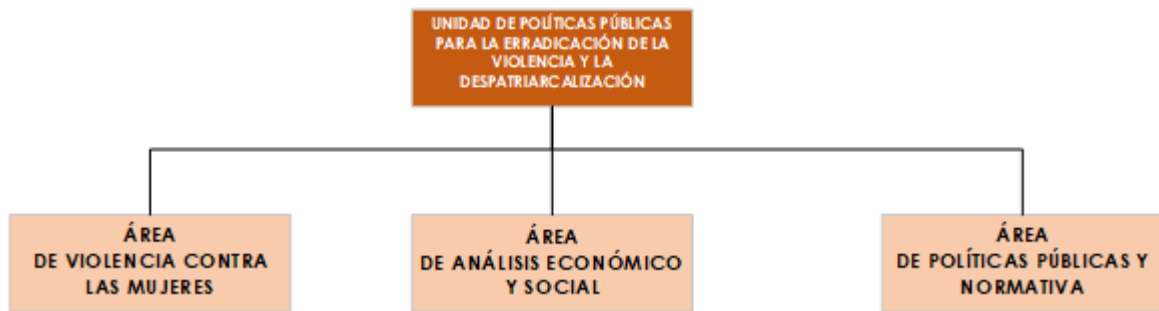 UNIDAD DE POLÍTICAS PÚBLICAS
PARA LA ERRADICACIÓN DE LA
VIOLENCIA Y LA
DESPATRIARCALIZACIÓN
ÁREA
DE VIOLENCIA CONTRA
LAS MUJERES
ÁREA
DE ANÁLISIS ECONÓMICO
Y SOCIAL
ÁREA
DE POLÍTICAS PÚBLICAS Y
NORMATIVA